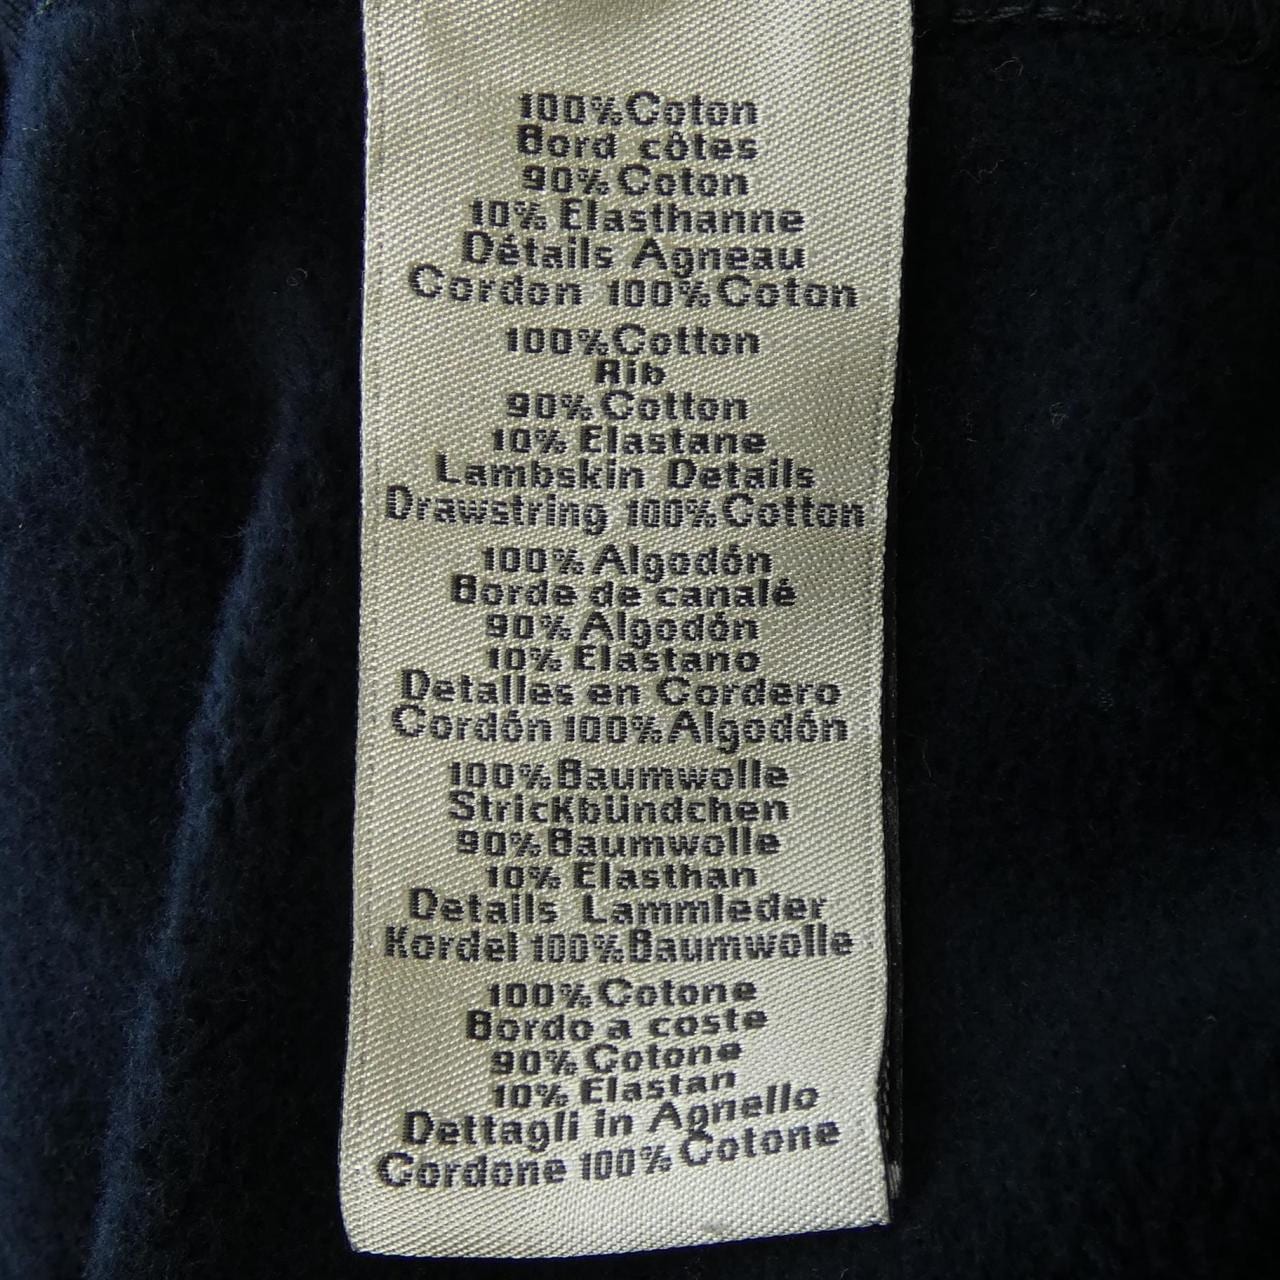 100% Coton
Bord côtes
90% Coton
10% Elasthanne
Détails Agneau
Cordon 100% Coton
100% Cotton
Rib
90% Cotton
10% Elastane
Lambskin Details
Drawstring 100% Cotton
100% Algodón
Borde de canalé
90% Algodón
10% Elastano
Detalles en Cordero
Cordón 100% Algodón
100% Baumwolle
StricKbündchen
90% Baumwolle
10% Elasthan
Details Lammleder
Kordel 100% Baumwolle
100% Cotone
Bordo a coste
90% Cotone
10% Elastan
Dettagli in Agnello
Cordone 100% Cotone